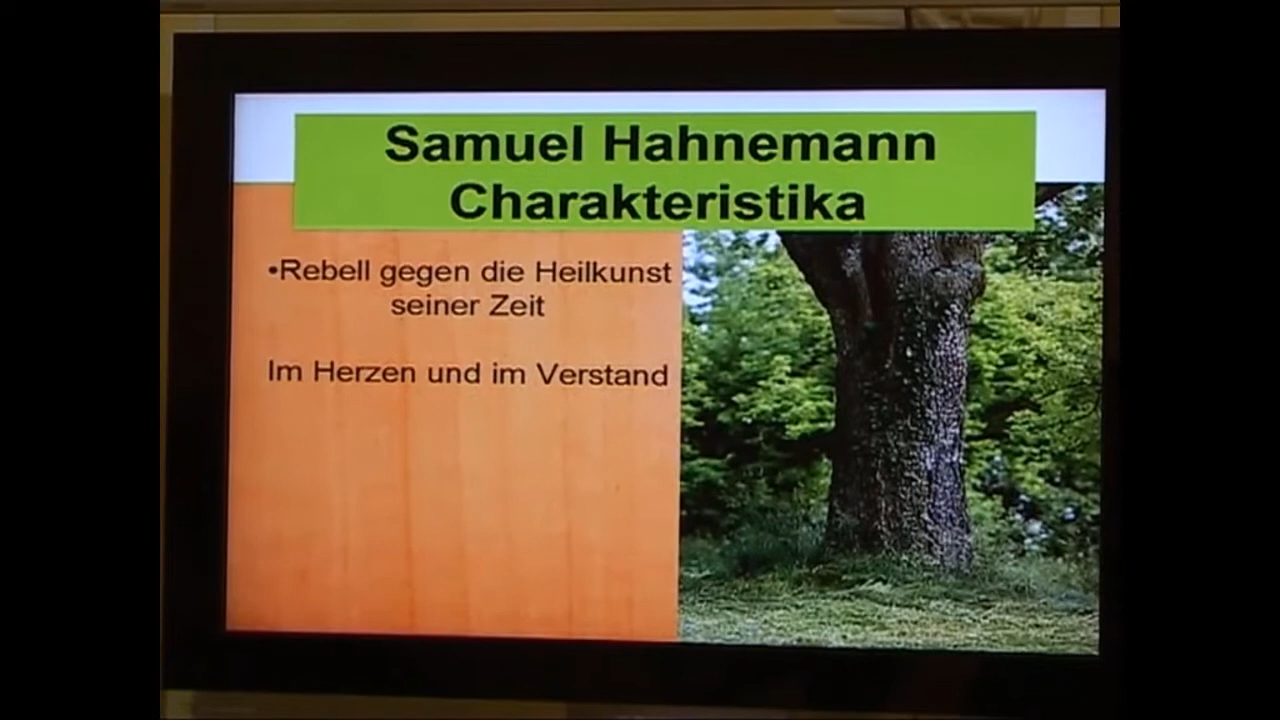 Samuel Hahnemann
Charakteristika
•Rebell gegen die Heilkunst
seiner Zeit
Im Herzen und im Verstand